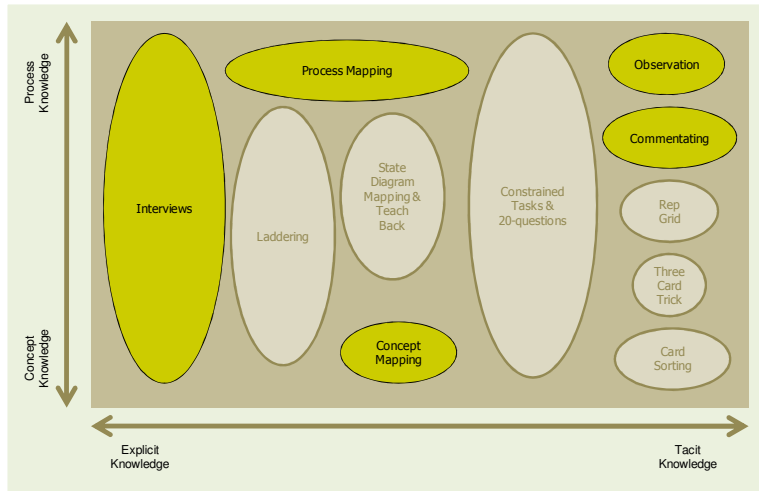 Process
Knowledge
Concept
Knowledge
Interviews
Process Mapping
Laddering
State
Diagram
Mapping &
Teach
Back
Concept
Mapping
Constrained
Tasks &
20-questions
Observation
Commentating
Rep
Grid
Three
Card
Trick
Card
Sorting
Explicit
Knowledge
Tacit
Knowledge